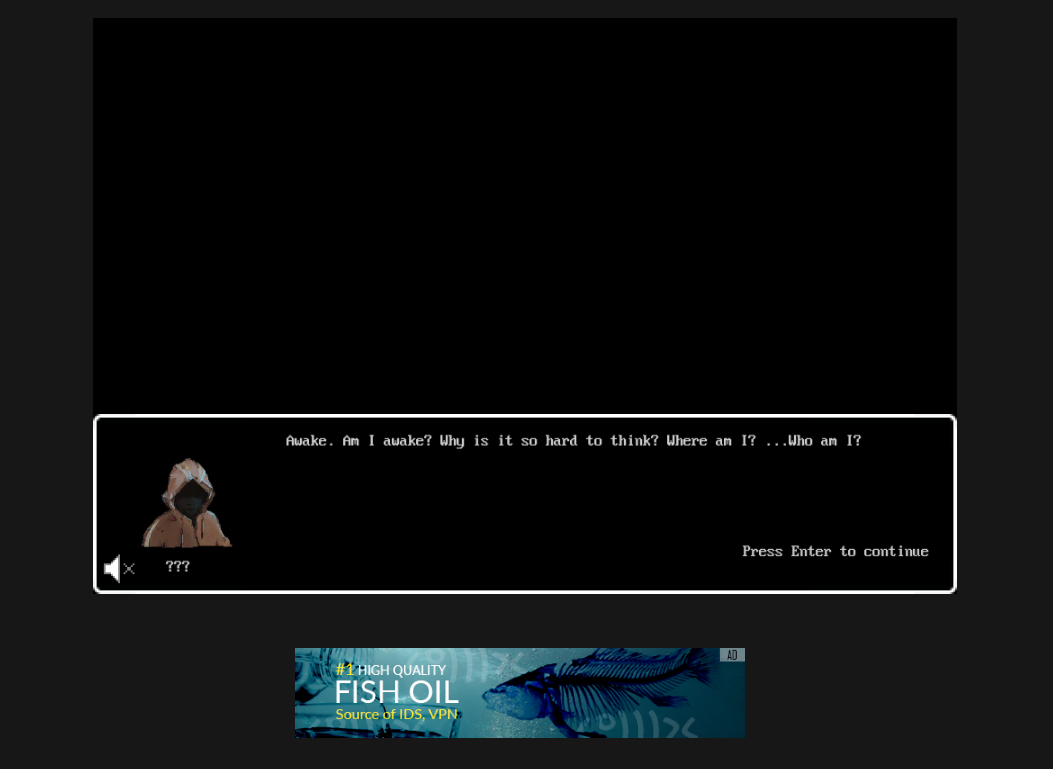 Awake. Am I awake? Why is it so hard to think? Where am I? ...Who am I?
Press Enter to continue
???
AD
#1 HIGH QUALITY
FISH OIL
Source of IDS, VPN